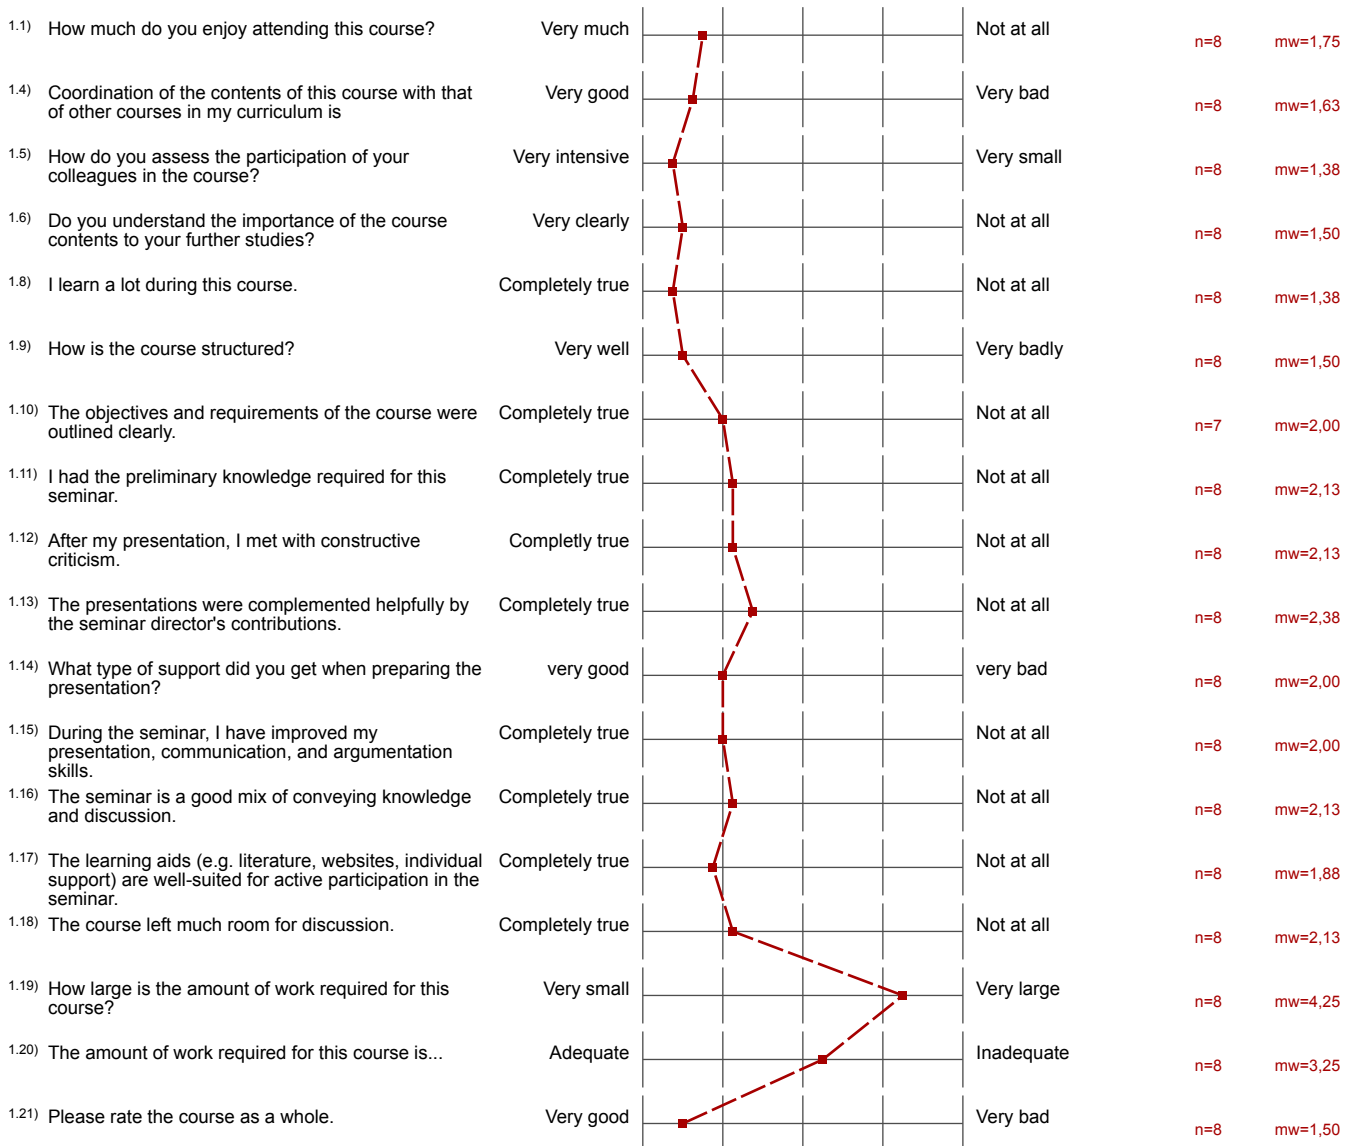 1.1) How much do you enjoy attending this course? Very much Not at all n=8 mw=1,75
1.4) Coordination of the contents of this course with that Very good Very bad n=8 mw=1,63
of other courses in my curriculum is
1.5) How do you assess the participation of your Very intensive Very small n=8 mw=1,38
colleagues in the course?
1.6) Do you understand the importance of the course Very clearly Not at all n=8 mw=1,50
contents to your further studies?
1.8) I learn a lot during this course. Completely true Not at all n=8 mw=1,38
1.9) How is the course structured? Very well Very badly n=8 mw=1,50
1.10) The objectives and requirements of the course were Completely true Not at all n=7 mw=2,00
outlined clearly.
1.11) I had the preliminary knowledge required for this Completely true Not at all n=8 mw=2,13
seminar.
1.12) After my presentation, I met with constructive Completly true Not at all n=8 mw=2,13
criticism.
1.13) The presentations were complemented helpfully by Completely true Not at all n=8 mw=2,38
the seminar director's contributions.
1.14) What type of support did you get when preparing the very good very bad n=8 mw=2,00
presentation?
1.15) During the seminar, I have improved my Completely true Not at all n=8 mw=2,00
presentation, communication, and argumentation
skills.
1.16) The seminar is a good mix of conveying knowledge Completely true Not at all n=8 mw=2,13
and discussion.
1.17) The learning aids (e.g. literature, websites, individual Completely true Not at all n=8 mw=1,88
support) are well-suited for active participation in the
seminar.
1.18) The course left much room for discussion. Completely true Not at all n=8 mw=2,13
1.19) How large is the amount of work required for this Very small Very large n=8 mw=4,25
course?
1.20) The amount of work required for this course is... Adequate Inadequate n=8 mw=3,25
1.21) Please rate the course as a whole. Very good Very bad n=8 mw=1,50